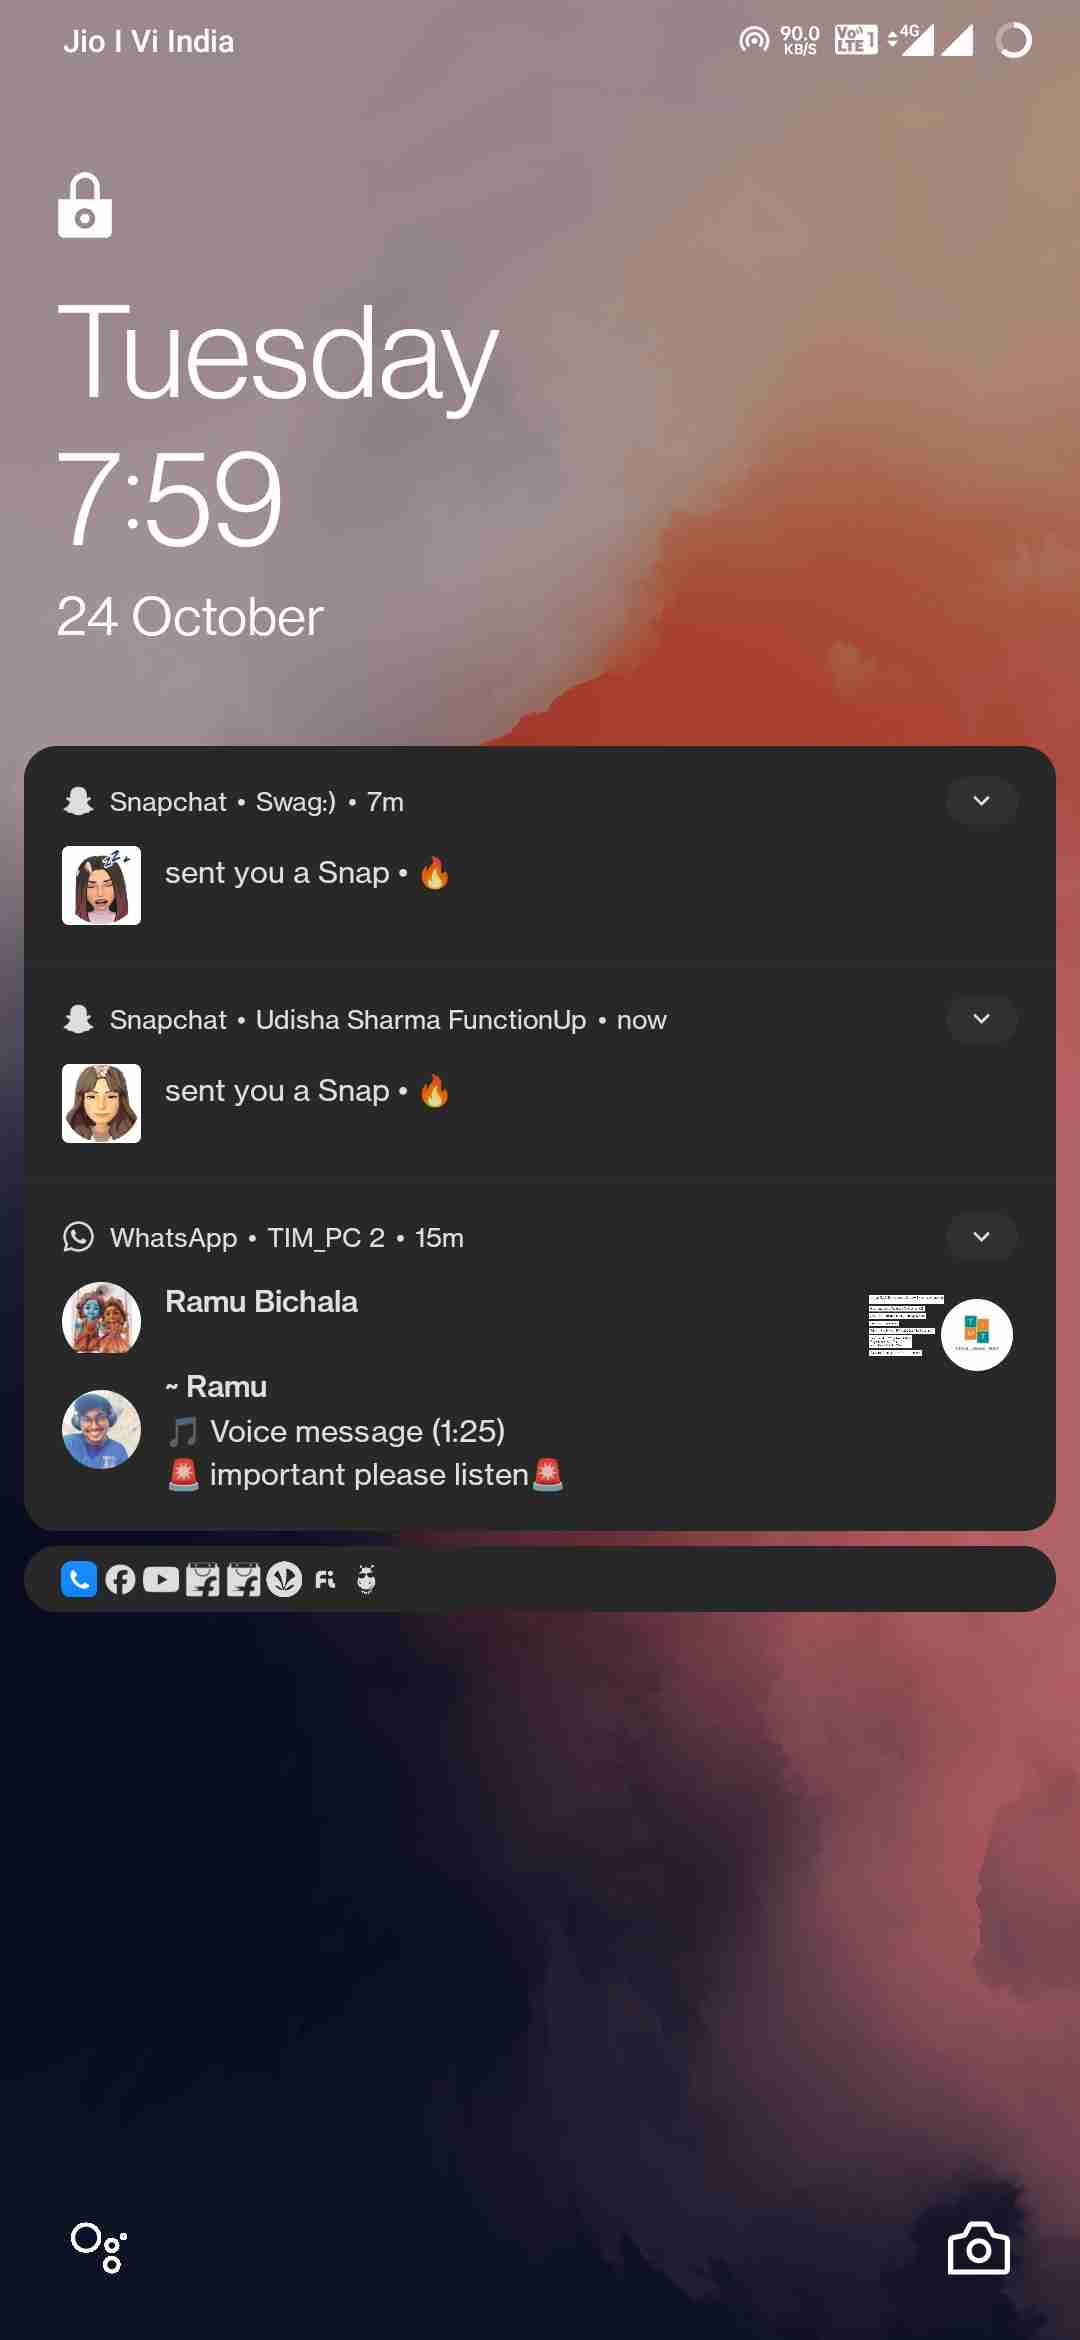 Jio | Vi India
90.0
KB/S
Vo
LTE 1
4G
Tuesday
7:59
24 October
Snapchat • Swag:) • 7m
sent you a Snap • 🔥
Snapchat • Udisha Sharma FunctionUp • now
sent you a Snap • 🔥
WhatsApp • TIM_PC 2 • 15m
Ramu Bichala
~ Ramu
🎵 Voice message (1:25)
🚨 important please listen🚨
Fi